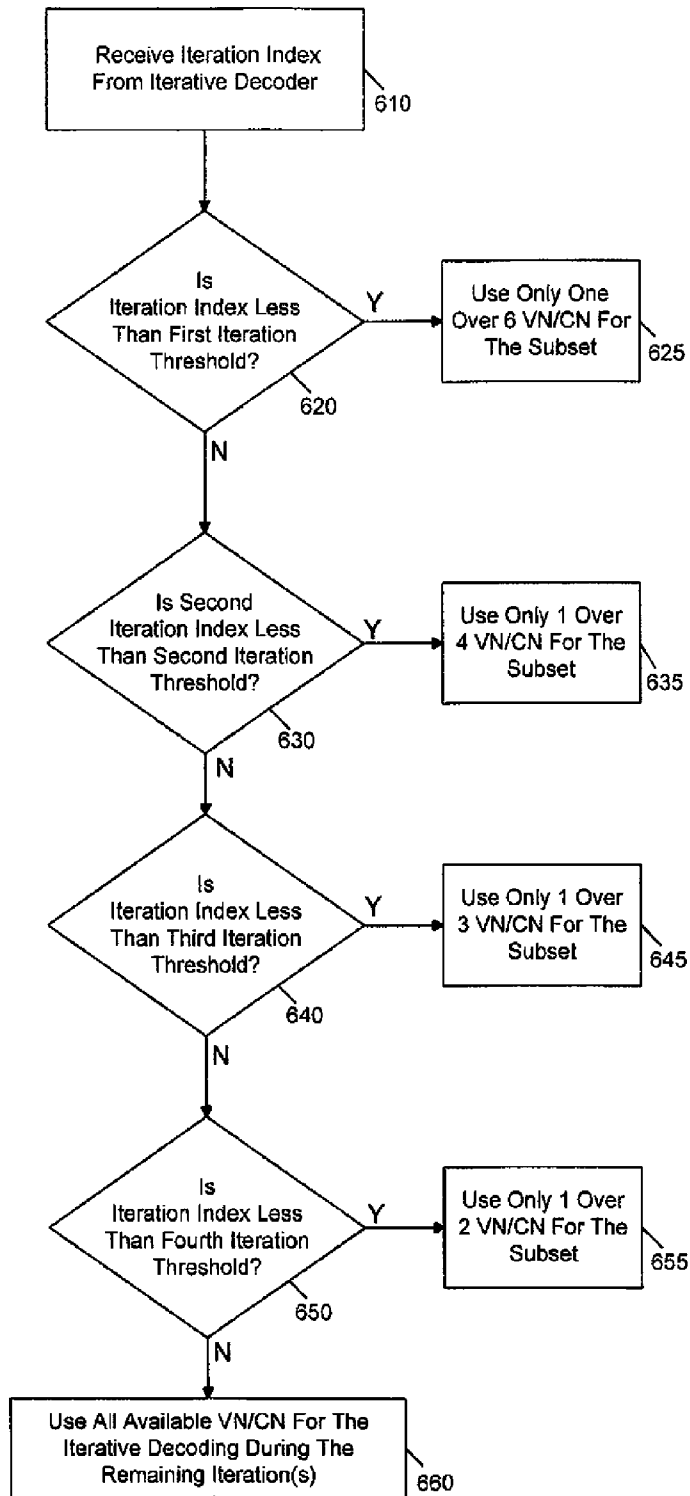 Receive Iteration Index
From Iterative Decoder
610
Is
Iteration Index Less
Than First Iteration
Threshold?
620
Y
Use Only One
Over 6 VN/CN For
The Subset
625
N
Is Second
Iteration Index Less
Than Second Iteration
Threshold?
630
Y
Use Only 1 Over
4 VN/CN For The
Subset
635
N
Is
Iteration Index Less
Than Third Iteration
Threshold?
640
Y
Use Only 1 Over
3 VN/CN For The
Subset
645
N
Is
Iteration Index Less
Than Fourth Iteration
Threshold?
650
Y
Use Only 1 Over
2 VN/CN For The
Subset
655
N
Use All Available VN/CN For The
Iterative Decoding During The
Remaining Iteration(s)
660